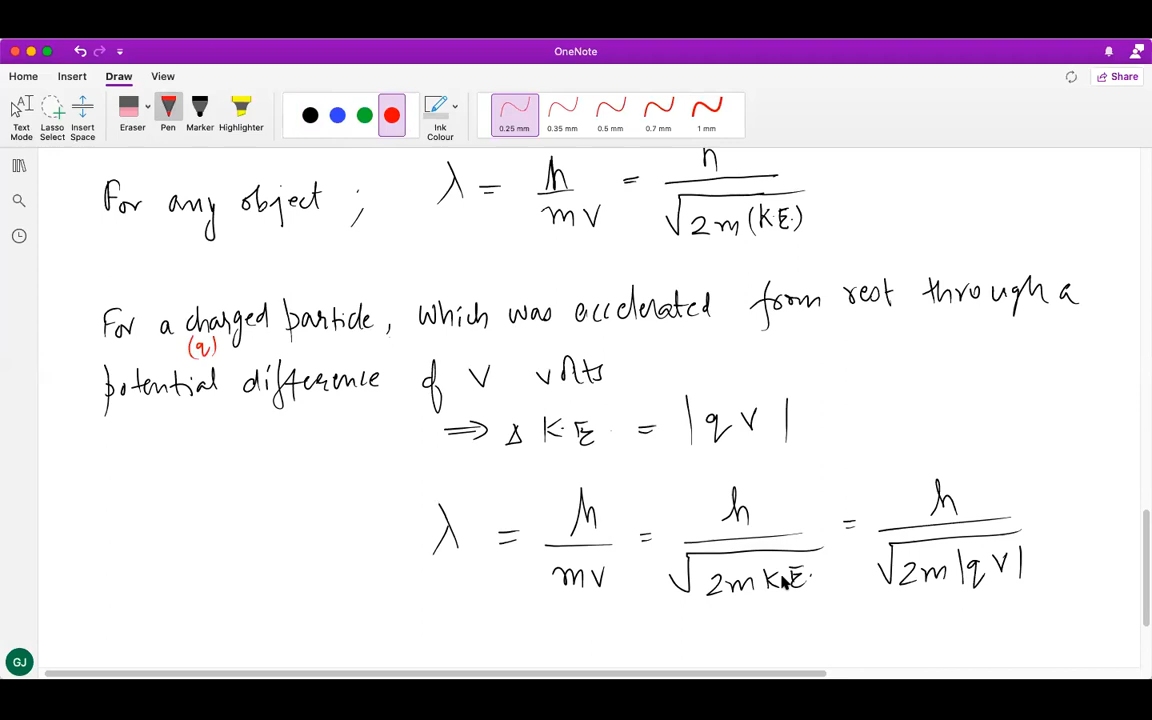 OneNote
Home Insert Draw View Share
Text Mode Lasso Select Insert Space Eraser Pen Marker Highlighter 0.25 mm 0.35 mm 0.5 mm 0.7 mm 1 mm Ink Colour
For any object ; λ = h/mv = h/√2m(K.E.)
For a charged particle, which was accelerated from rest through a
(q)
potential difference of V volts
⇒ Δ K.E. = |qV|
λ = h/mv = h/√2m K.E. = h/√2m|qV|
GJ